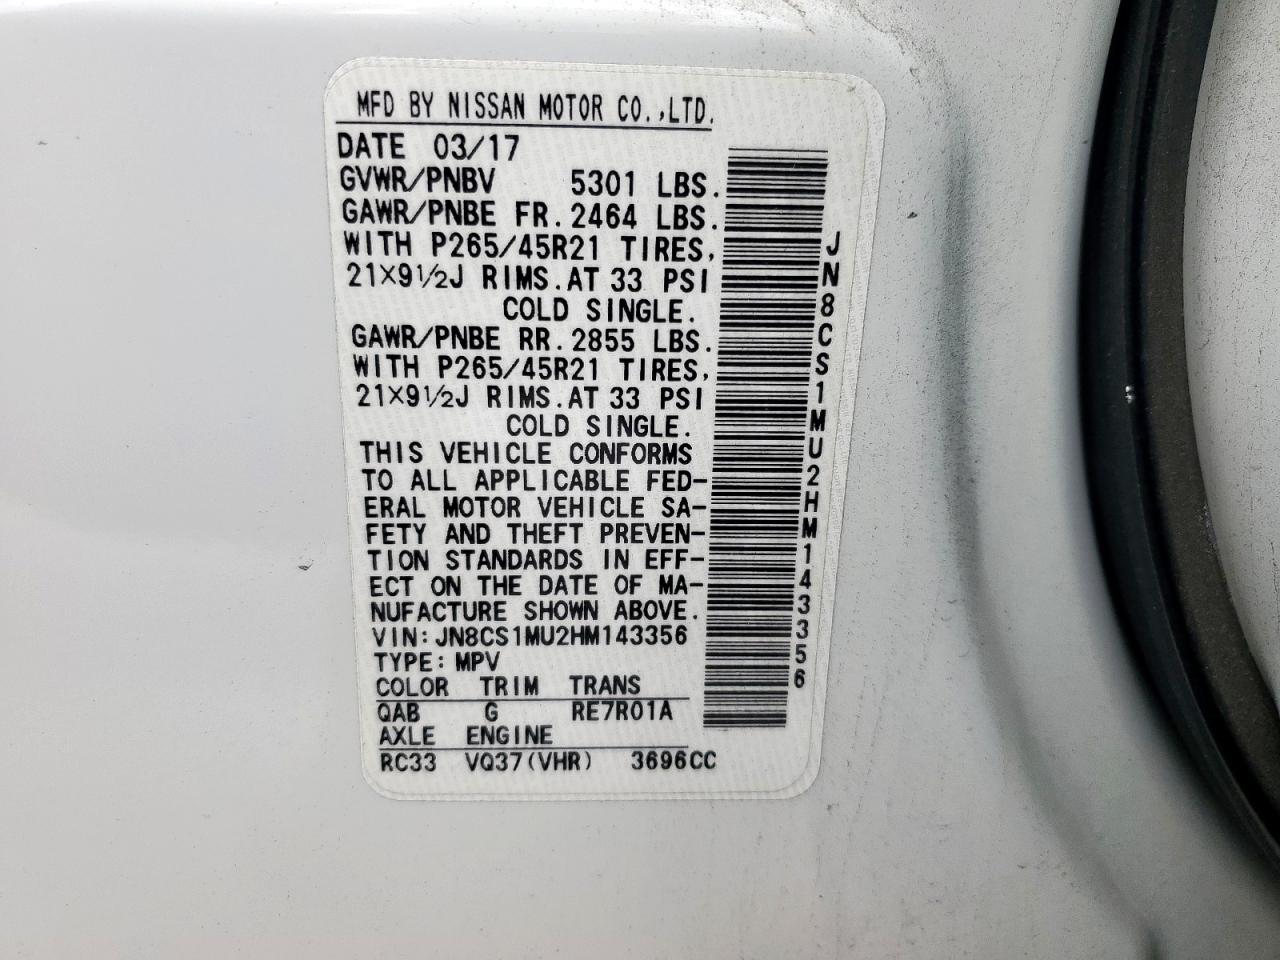 MFD BY NISSAN MOTOR CO.,LTD.
DATE 03/17
GVWR/PNBV 5301 LBS.
GAWR/PNBE FR. 2464 LBS.
WITH P265/45R21 TIRES,
21×9½J RIMS. AT 33 PSI
COLD SINGLE.
GAWR/PNBE RR. 2855 LBS.
WITH P265/45R21 TIRES,
21×9½J RIMS. AT 33 PSI
COLD SINGLE.
THIS VEHICLE CONFORMS
TO ALL APPLICABLE FED-
ERAL MOTOR VEHICLE SA-
FETY AND THEFT PREVEN-
TION STANDARDS IN EFF-
ECT ON THE DATE OF MA-
NUFACTURE SHOWN ABOVE.
VIN: JN8CS1MU2HM143356
TYPE: MPV
COLOR TRIM TRANS
QAB G RE7R01A
AXLE ENGINE
RC33 VQ37(VHR) 3696CC
JN8CS1MU2HM143356